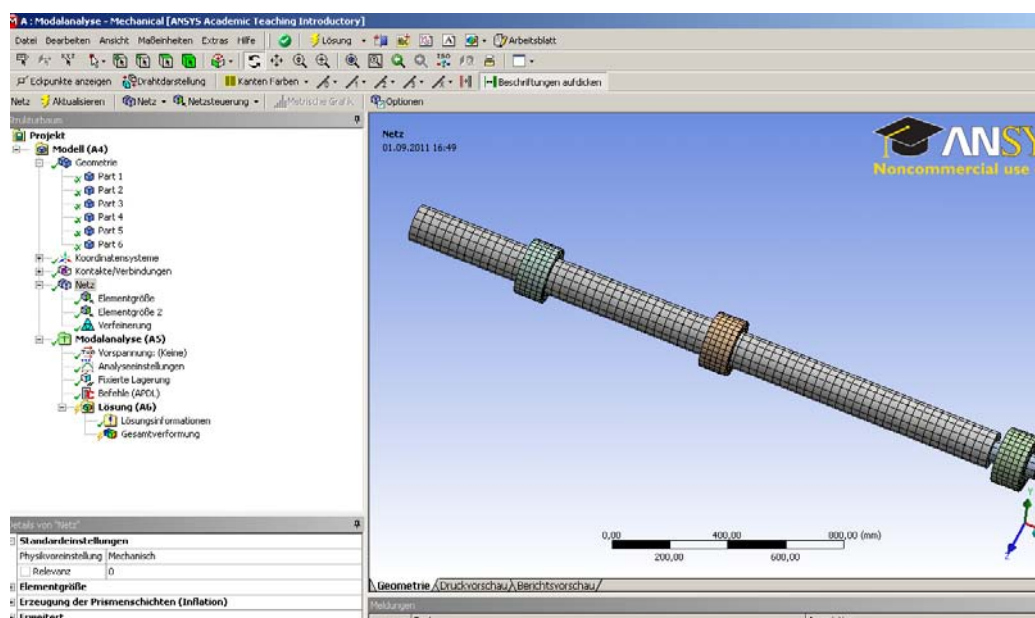 A : Modalanalyse - Mechanical [ANSYS Academic Teaching Introductory]
Datei Bearbeiten Ansicht Maßeinheiten Extras Hilfe Lösung Arbeitsblatt
Eckpunkte anzeigen Drahtdarstellung Kanten Farben Beschriftungen aufdicken
Netz Aktualisieren Netz Netzsteuerung Metrische Grafik Optionen
Strukturbaum
Projekt
Modell (A4)
Geometrie
Part 1
Part 2
Part 3
Part 4
Part 5
Part 6
Koordinatensysteme
Kontakte/Verbindungen
Netz
Elementgröße
Elementgröße 2
Verfeinerung
Modalanalyse (A5)
Vorspannung: (Keine)
Analyseeinstellungen
Fixierte Lagerung
Befehle (APDL)
Lösung (A6)
Lösungsinformationen
Gesamtverformung
Details von "Netz"
Standardeinstellungen
Physikvoreinstellung Mechanisch
Relevanz 0
Elementgröße
Erzeugung der Prismenschichten (Inflation)
Erweitert
Netz
01.09.2011 16:49
ANSY
Noncommercial use
0,00 400,00 800,00 (mm)
200,00 600,00
Y
Geometrie Druckvorschau Berichtsvorschau
Meldungen